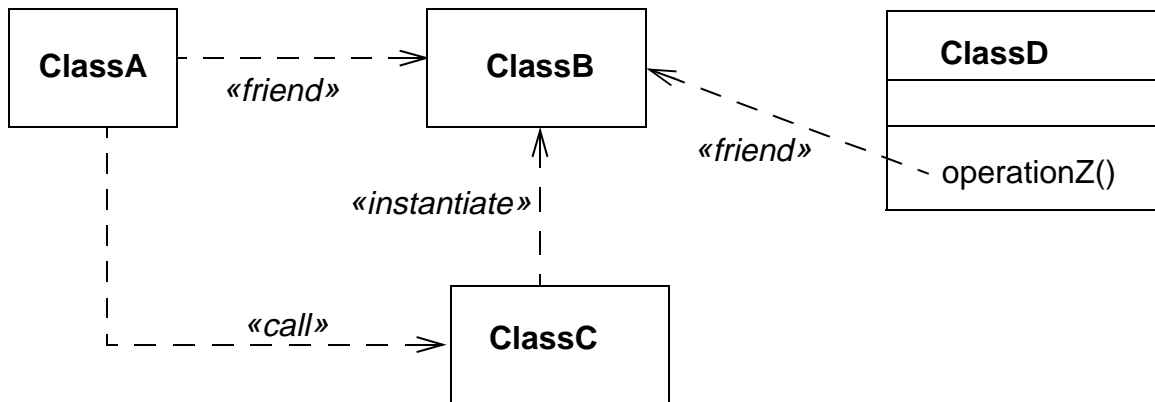 ClassA
ClassB
ClassD
«friend»
«friend»
operationZ()
«instantiate»
«call»
ClassC